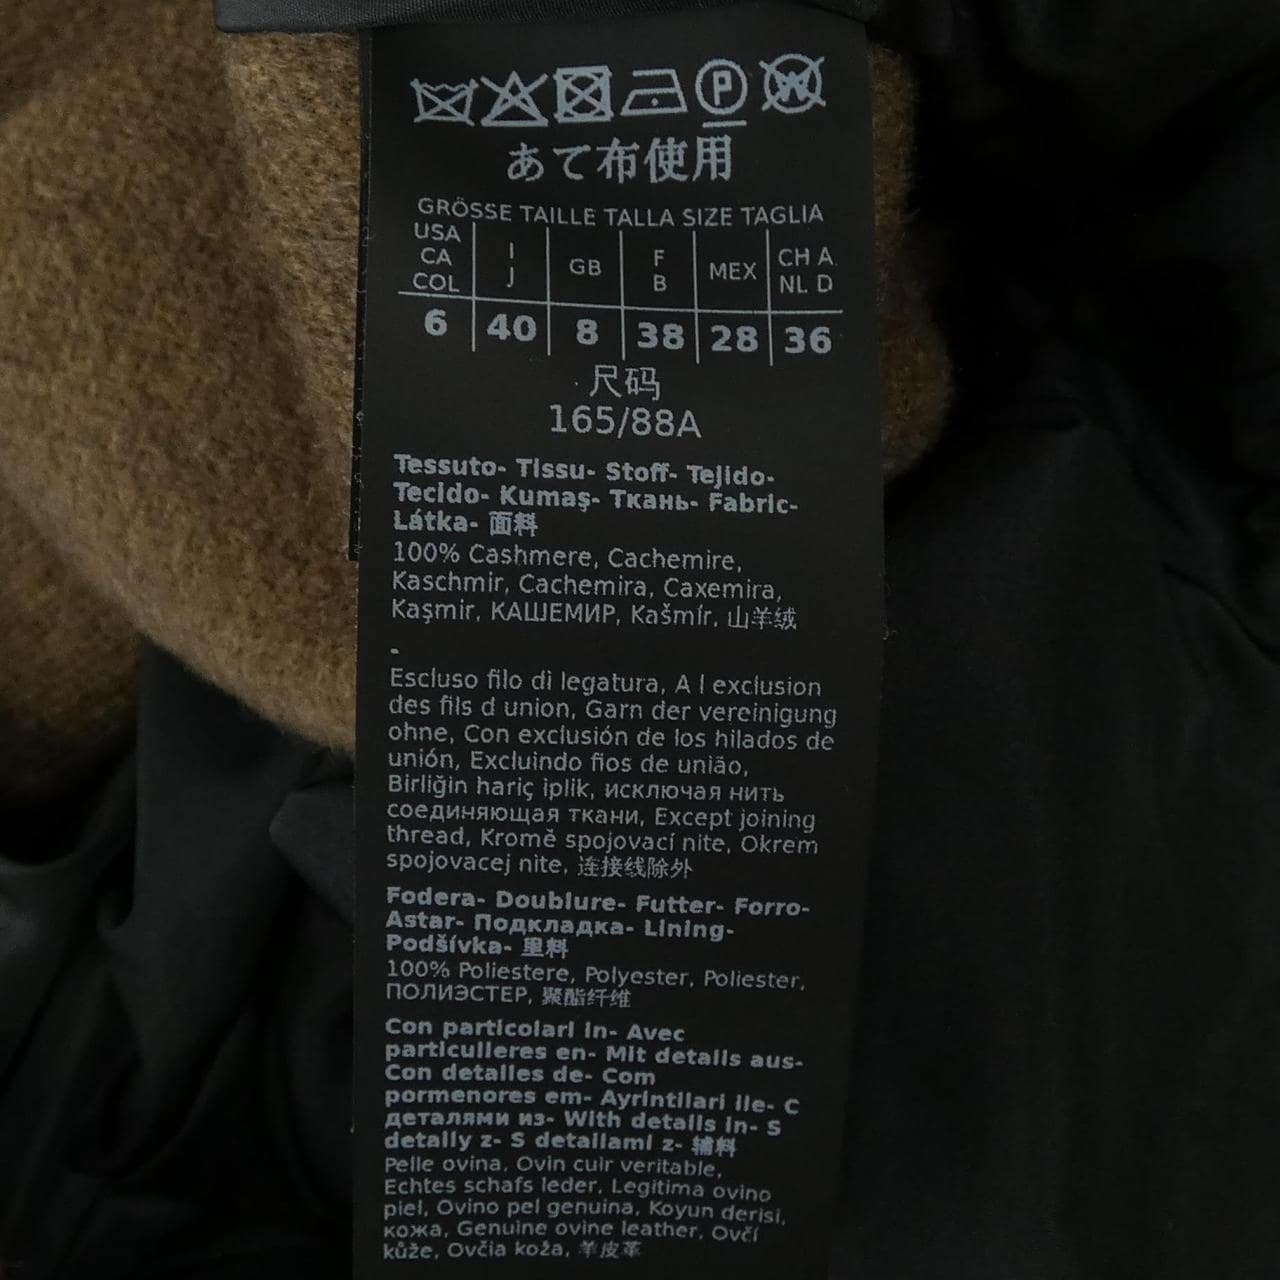 P W
あて布使用
GRÖSSE TAILLE TALLA SIZE TAGLIA
USA CA COL I J GB F B MEX CH A NL D
6 40 8 38 28 36
尺码
165/88A
Tessuto- Tissu- Stoff- Tejido-
Tecido- Kumaş- Ткань- Fabric-
Látka- 面料
100% Cashmere, Cachemire,
Kaschmir, Cachemira, Caxemira,
Kaşmir, КАШЕМИР, Kašmír, 山羊绒
-
Escluso filo di legatura, A l exclusion
des fils d union, Garn der vereinigung
ohne, Con exclusión de los hilados de
unión, Excluindo fios de união,
Birliğin hariç iplik, исключая нить
соединяющая ткани, Except joining
thread, Kromě spojovací nite, Okrem
spojovacej nite, 连接线除外
Fodera- Doublure- Futter- Forro-
Astar- Подкладка- Lining-
Podšívka- 里料
100% Poliestere, Polyester, Poliester,
ПОЛИЭСТЕР, 聚酯纤维
Con particolari in- Avec
particulieres en- Mit details aus-
Con detalles de- Com
pormenores em- Ayrintilari ile- С
деталями из- With details in- S
detaily z- S detailami z- 辅料
Pelle ovina, Ovin cuir veritable,
Echtes schafs leder, Legitima ovino
piel, Ovino pel genuina, Koyun derisi,
кожа, Genuine ovine leather, Ovčí
kůže, Ovčia koža, 羊皮革